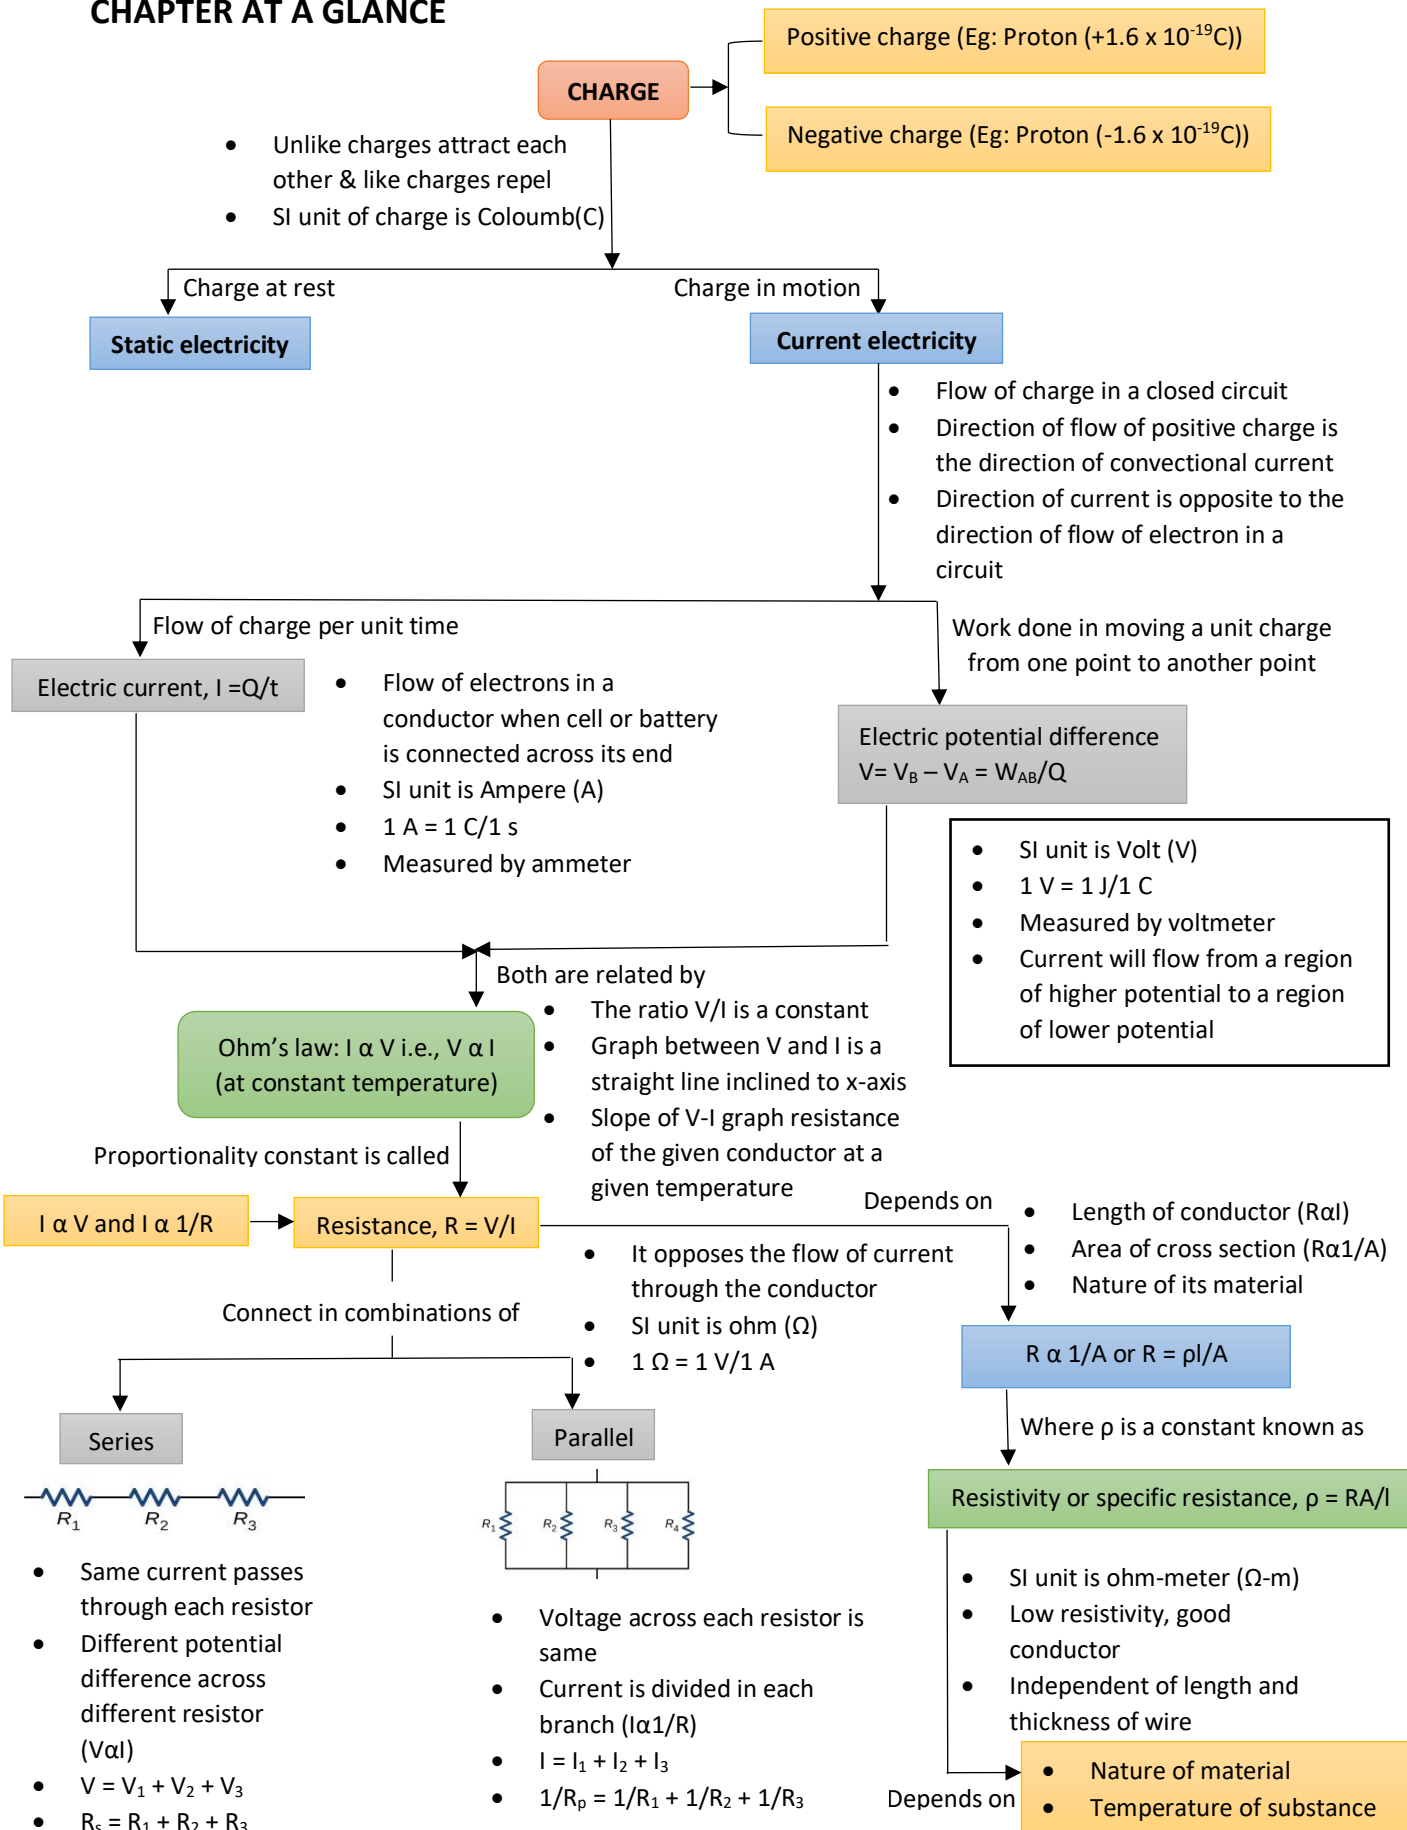 CHAPTER AT A GLANCE
Positive charge (Eg: Proton (+1.6 x 10⁻¹⁹C))
CHARGE
Negative charge (Eg: Proton (-1.6 x 10⁻¹⁹C))
• Unlike charges attract each
other & like charges repel
• SI unit of charge is Coloumb(C)
Charge at rest
Charge in motion
Static electricity
Current electricity
• Flow of charge in a closed circuit
• Direction of flow of positive charge is
the direction of convectional current
• Direction of current is opposite to the
direction of flow of electron in a
circuit
Flow of charge per unit time
Work done in moving a unit charge
from one point to another point
Electric current, I =Q/t
• Flow of electrons in a
conductor when cell or battery
is connected across its end
• SI unit is Ampere (A)
• 1 A = 1 C/1 s
• Measured by ammeter
Electric potential difference
V= V_B – V_A = W_AB/Q
• SI unit is Volt (V)
• 1 V = 1 J/1 C
• Measured by voltmeter
• Current will flow from a region
of higher potential to a region
of lower potential
Both are related by
Ohm's law: I α V i.e., V α I
(at constant temperature)
• The ratio V/I is a constant
• Graph between V and I is a
straight line inclined to x-axis
• Slope of V-I graph resistance
of the given conductor at a
given temperature
Proportionality constant is called
I α V and I α 1/R
Resistance, R = V/I
Depends on
• Length of conductor (Rαl)
• Area of cross section (Rα1/A)
• Nature of its material
• It opposes the flow of current
through the conductor
• SI unit is ohm (Ω)
• 1 Ω = 1 V/1 A
Connect in combinations of
R α 1/A or R = ρl/A
Where ρ is a constant known as
Resistivity or specific resistance, ρ = RA/l
Series
R₁ R₂ R₃
• Same current passes
through each resistor
• Different potential
difference across
different resistor
(VαI)
• V = V₁ + V₂ + V₃
• Rₛ = R₁ + R₂ + R₃
Parallel
R₁ R₂ R₃ R₄
• Voltage across each resistor is
same
• Current is divided in each
branch (Iα1/R)
• I = I₁ + I₂ + I₃
• 1/Rₚ = 1/R₁ + 1/R₂ + 1/R₃
• SI unit is ohm-meter (Ω-m)
• Low resistivity, good
conductor
• Independent of length and
thickness of wire
Depends on
• Nature of material
• Temperature of substance